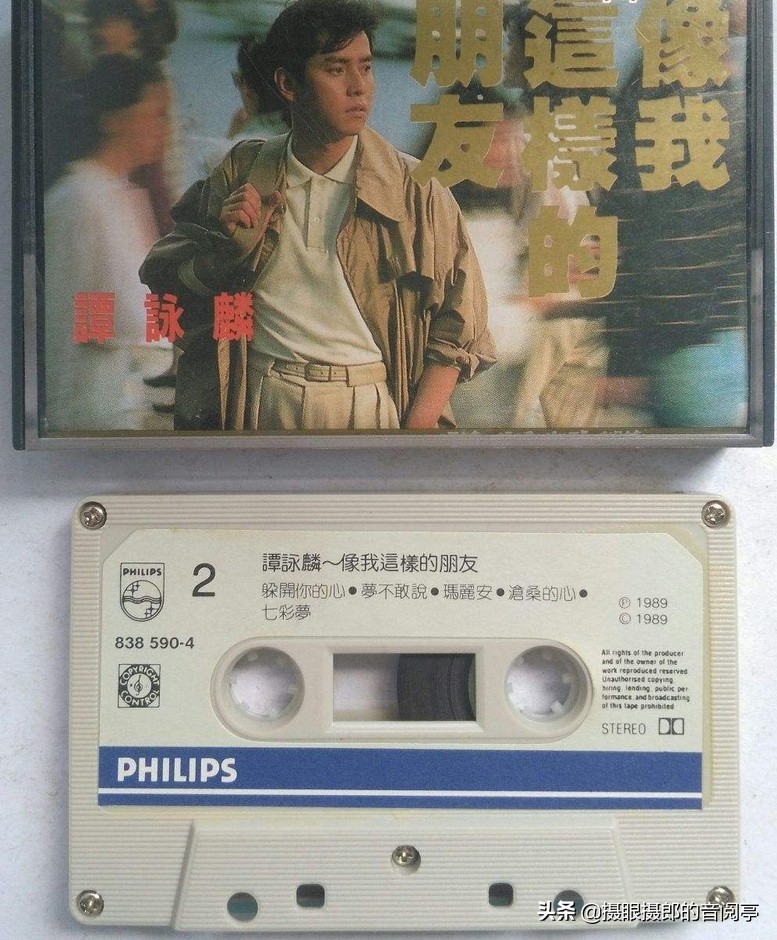 像我
這樣的
朋友
譚詠麟
PHILIPS
2
譚詠麟～像我這樣的朋友
躲開你的心●夢不敢說●瑪麗安●滄桑的心●
七彩夢
838 590-4
COPYRIGHT
CONTROL
Ⓟ 1989
© 1989
All rights of the producer
and of the owner of the
work reproduced reserved
Unauthorised copying,
hiring, lending, public per
formance and broadcasting
of this tape prohibited
STEREO
PHILIPS
头条 @摄眼摄郎的音阅亭